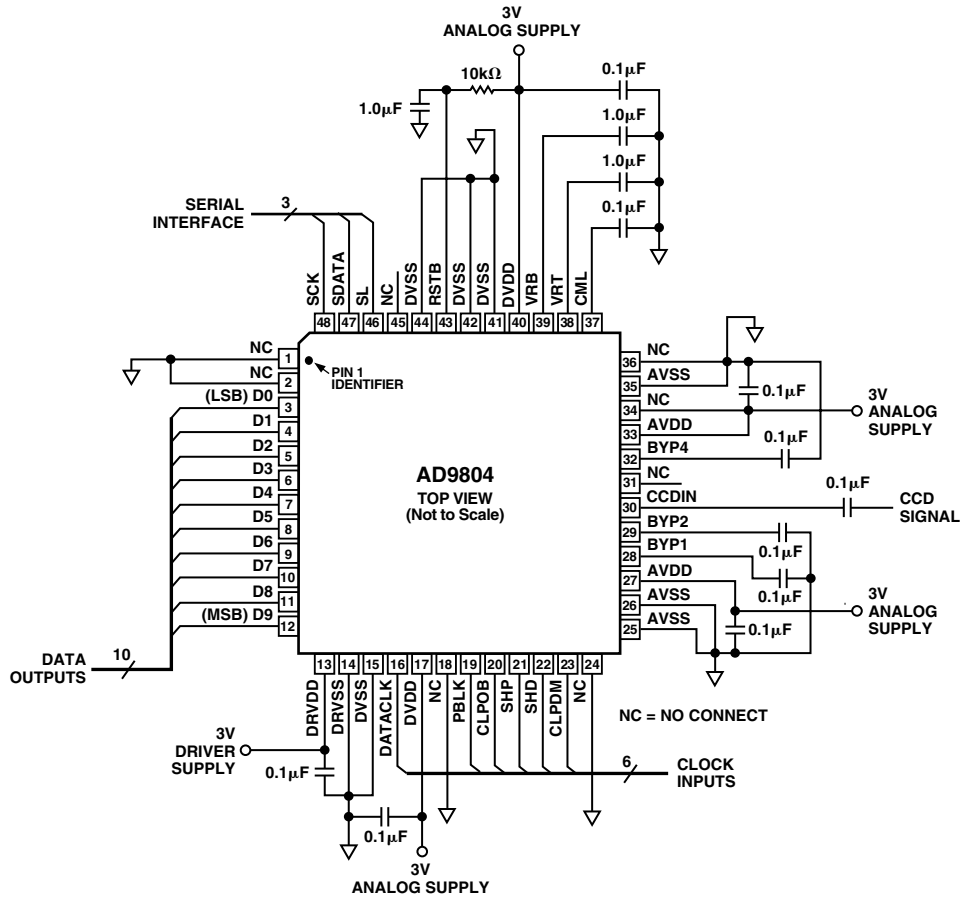 3V
ANALOG SUPPLY
10kΩ
0.1µF
1.0µF
1.0µF
1.0µF
0.1µF
SERIAL
INTERFACE
3
SCK
SDATA
SL
NC
DVSS
RSTB
DVSS
DVSS
DVDD
VRB
VRT
CML
48
47
46
45
44
43
42
41
40
39
38
37
NC 1
NC 2
(LSB) D0 3
D1 4
D2 5
D3 6
D4 7
D5 8
D6 9
D7 10
D8 11
(MSB) D9 12
PIN 1
IDENTIFIER
AD9804
TOP VIEW
(Not to Scale)
36 NC
35 AVSS
34 NC
33 AVDD
32 BYP4
31 NC
30 CCDIN
29 BYP2
28 BYP1
27 AVDD
26 AVSS
25 AVSS
0.1µF
3V
ANALOG
SUPPLY
0.1µF
0.1µF
CCD
SIGNAL
0.1µF
0.1µF
3V
ANALOG
SUPPLY
0.1µF
DATA
OUTPUTS
10
13
14
15
16
17
18
19
20
21
22
23
24
DRVDD
DRVSS
DVSS
DATACLK
DVDD
NC
PBLK
CLPOB
SHP
SHD
CLPDM
NC
NC = NO CONNECT
3V
DRIVER
SUPPLY
0.1µF
6
CLOCK
INPUTS
0.1µF
3V
ANALOG SUPPLY